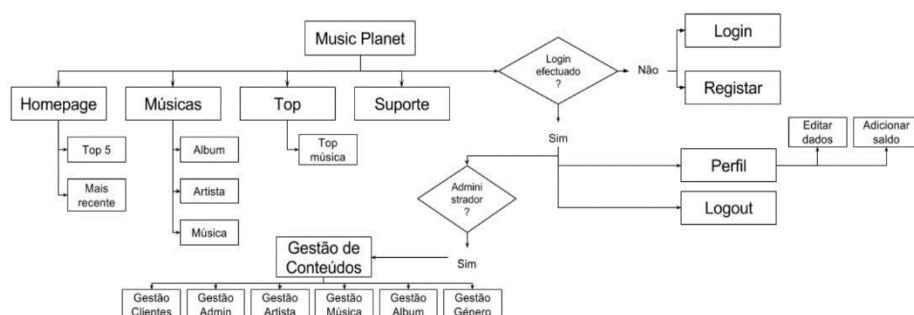 Music Planet
Login
efectuado
?
Não
Login
Registar
Homepage
Músicas
Top
Suporte
Top 5
Mais
recente
Album
Artista
Música
Top
música
Sim
Editar
dados
Adicionar
saldo
Perfil
Logout
Admini
strador
?
Sim
Gestão de
Conteúdos
Gestão
Clientes
Gestão
Admin
Gestão
Artista
Gestão
Música
Gestão
Album
Gestão
Género